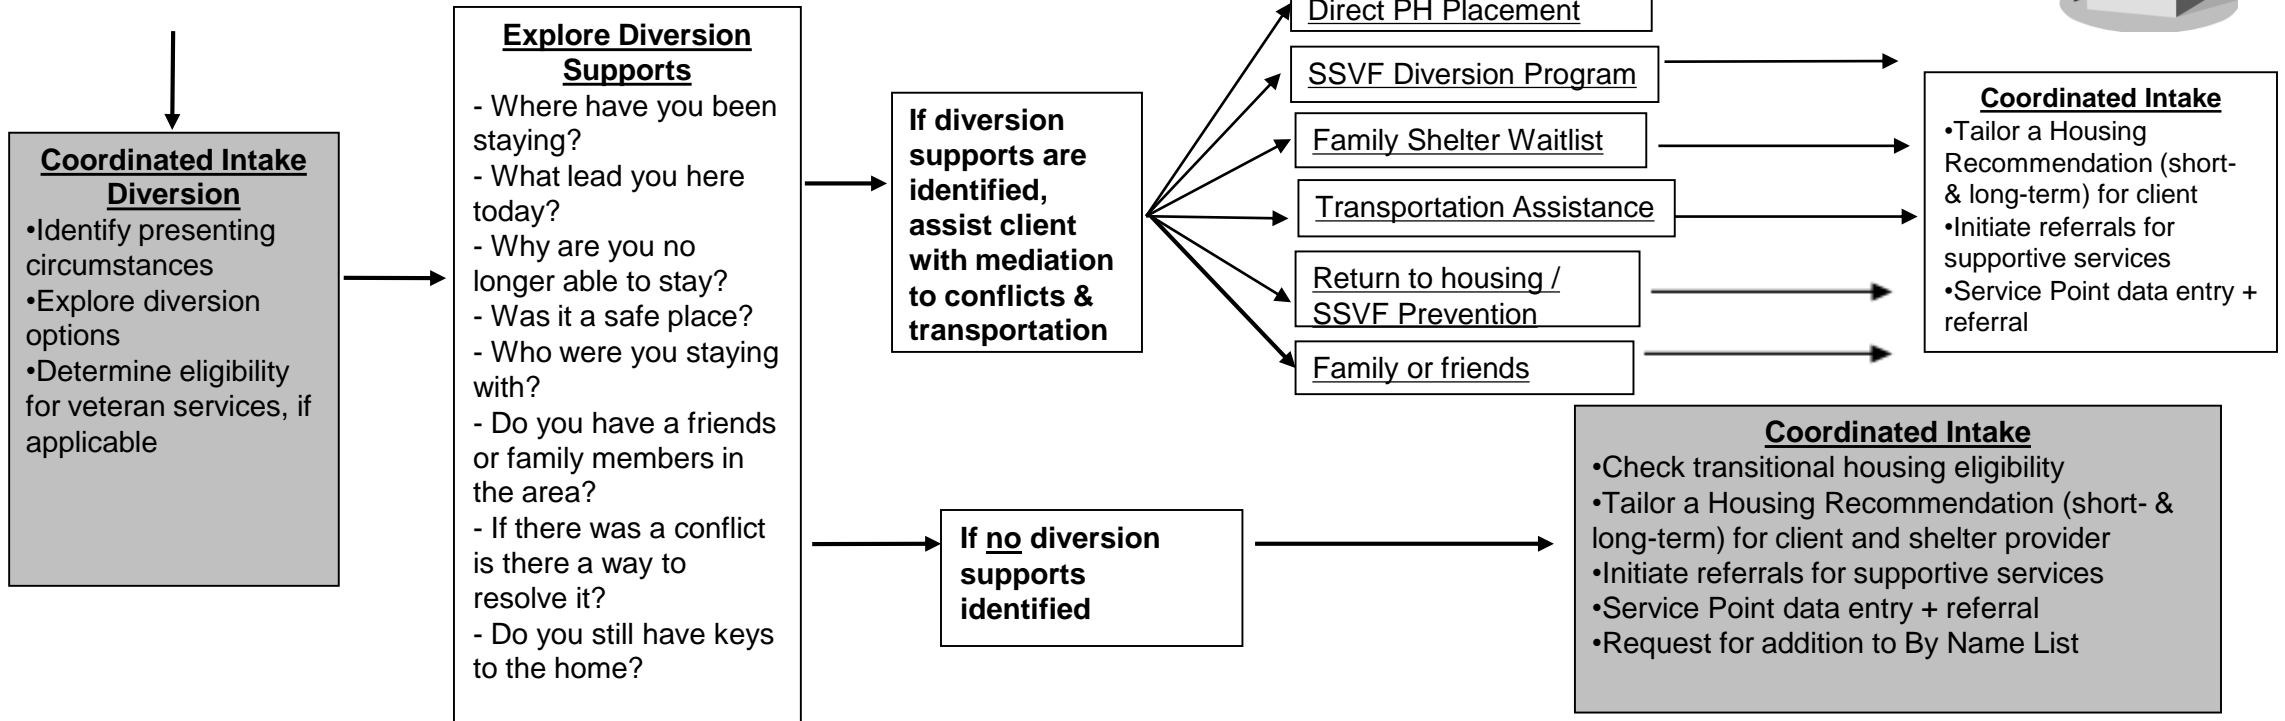 Coordinated Intake
Diversion
•Identify presenting
circumstances
•Explore diversion
options
•Determine eligibility
for veteran services, if
applicable
Explore Diversion
Supports
- Where have you been
staying?
- What lead you here
today?
- Why are you no
longer able to stay?
- Was it a safe place?
- Who were you staying
with?
- Do you have a friends
or family members in
the area?
- If there was a conflict
is there a way to
resolve it?
- Do you still have keys
to the home?
If diversion
supports are
identified,
assist client
with mediation
to conflicts &
transportation
Direct PH Placement
SSVF Diversion Program
Family Shelter Waitlist
Transportation Assistance
Return to housing /
SSVF Prevention
Family or friends
Coordinated Intake
•Tailor a Housing
Recommendation (short-
& long-term) for client
•Initiate referrals for
supportive services
•Service Point data entry +
referral
If no diversion
supports
identified
Coordinated Intake
•Check transitional housing eligibility
•Tailor a Housing Recommendation (short- &
long-term) for client and shelter provider
•Initiate referrals for supportive services
•Service Point data entry + referral
•Request for addition to By Name List